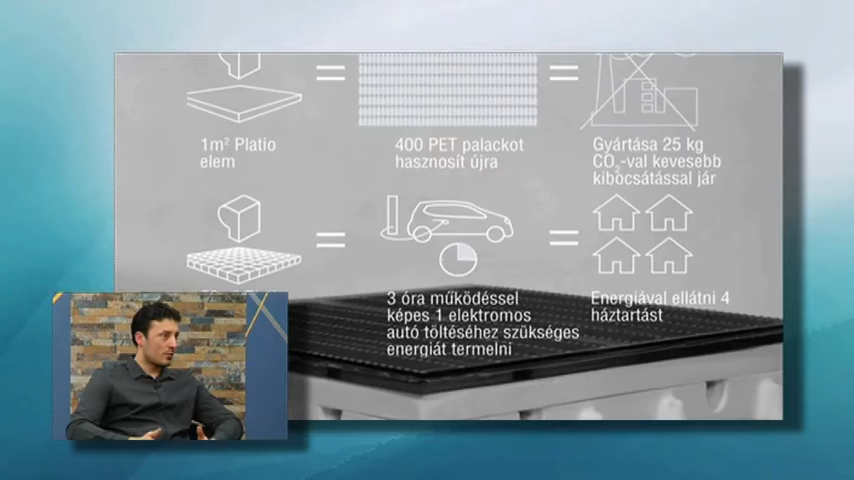 1m² Platio
elem
400 PET palackot
hasznosít újra
Gyártása 25 kg
CO₂-val kevesebb
kibocsátással jár
3 óra működéssel
képes 1 elektromos
autó töltéséhez szükséges
energiát termelni
Energiával ellátni 4
háztartást